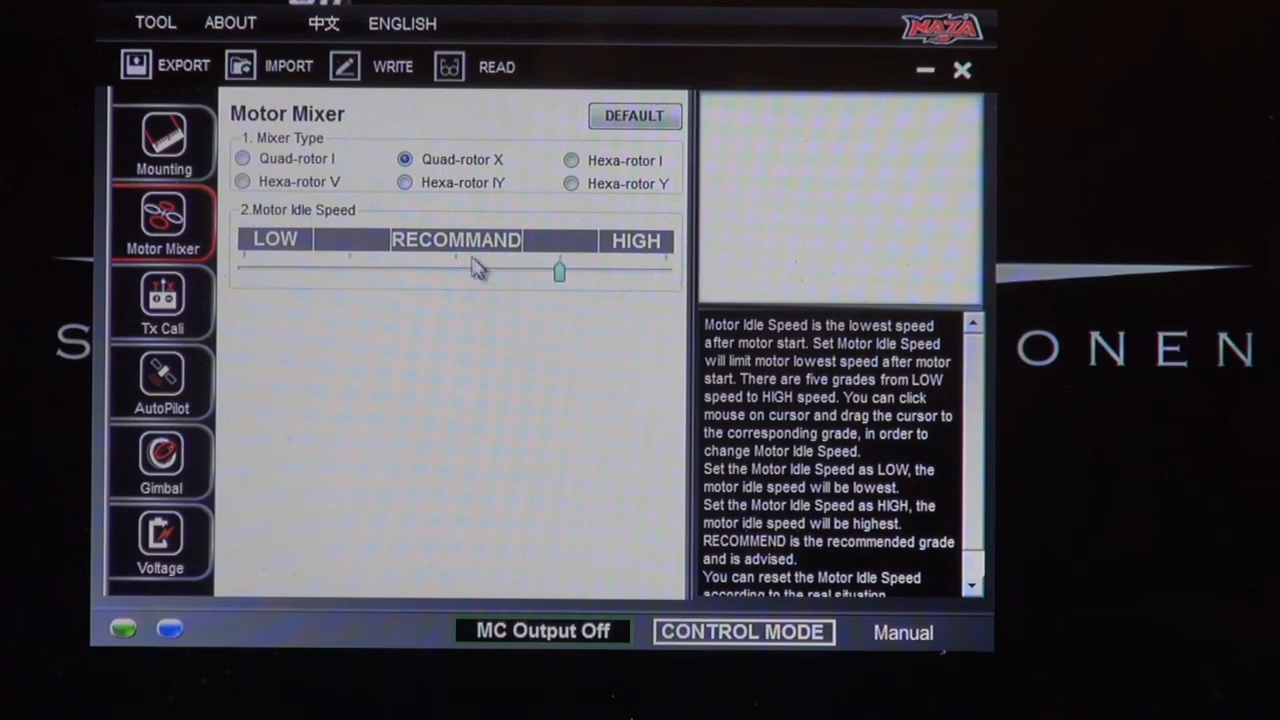 TOOL ABOUT 中文 ENGLISH
NAZA
EXPORT IMPORT WRITE READ
Mounting
Motor Mixer
Tx Cali
AutoPilot
Gimbal
Voltage
Motor Mixer DEFAULT
1. Mixer Type
Quad-rotor I Quad-rotor X Hexa-rotor I
Hexa-rotor V Hexa-rotor IY Hexa-rotor Y
2.Motor Idle Speed
LOW RECOMMAND HIGH
Motor Idle Speed is the lowest speed
after motor start. Set Motor Idle Speed
will limit motor lowest speed after motor
start. There are five grades from LOW
speed to HIGH speed. You can click
mouse on cursor and drag the cursor to
the corresponding grade, in order to
change Motor Idle Speed.
Set the Motor Idle Speed as LOW, the
motor idle speed will be lowest.
Set the Motor Idle Speed as HIGH, the
motor idle speed will be highest.
RECOMMEND is the recommended grade
and is advised.
You can reset the Motor Idle Speed
according to the real situation
S ONEN
MC Output Off CONTROL MODE Manual